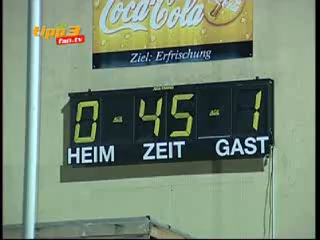 tipp3
fan.tv
Coca-Cola
Ziel: Erfrischung
0 - 45 - 1
HEIM ZEIT GAST